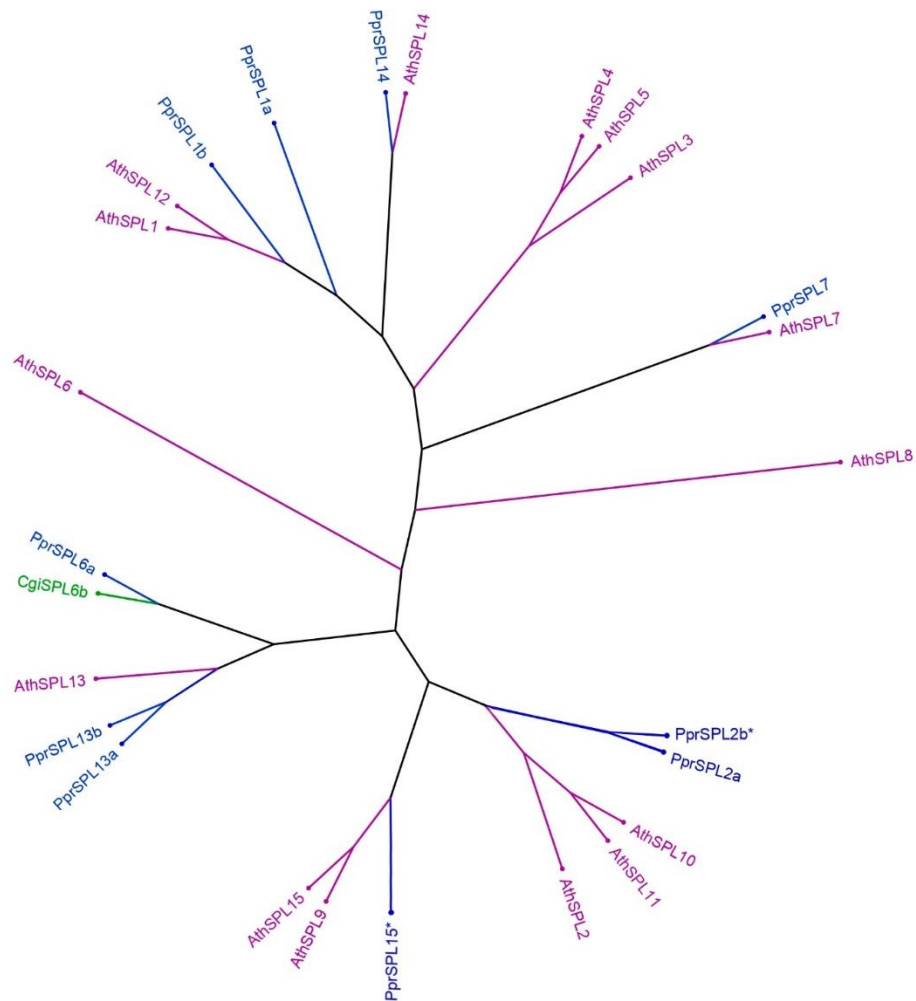 PprSPL14
AthSPL14
PprSPL1a
PprSPL1b
AthSPL4
AthSPL5
AthSPL3
AthSPL12
AthSPL1
PprSPL7
AthSPL7
AthSPL6
AthSPL8
PprSPL6a
CgiSPL6b
AthSPL13
PprSPL13b
PprSPL13a
PprSPL2b*
PprSPL2a
AthSPL10
AthSPL11
AthSPL2
AthSPL15
AthSPL9
PprSPL15*